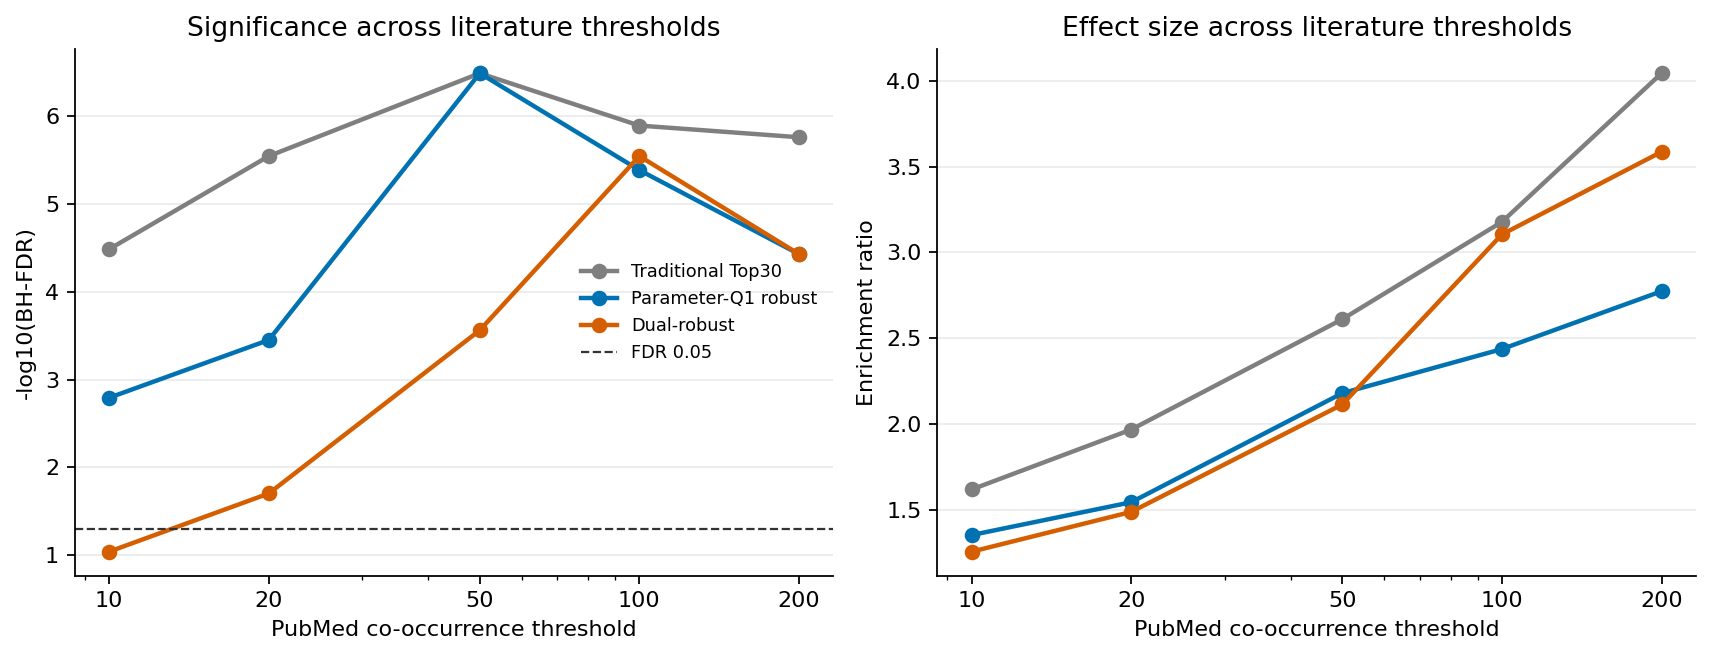 Significance across literature thresholds
-log10(BH-FDR)
6
5
4
3
2
1
Traditional Top30
Parameter-Q1 robust
Dual-robust
FDR 0.05
10 20 50 100 200
PubMed co-occurrence threshold
Effect size across literature thresholds
Enrichment ratio
4.0
3.5
3.0
2.5
2.0
1.5
10 20 50 100 200
PubMed co-occurrence threshold